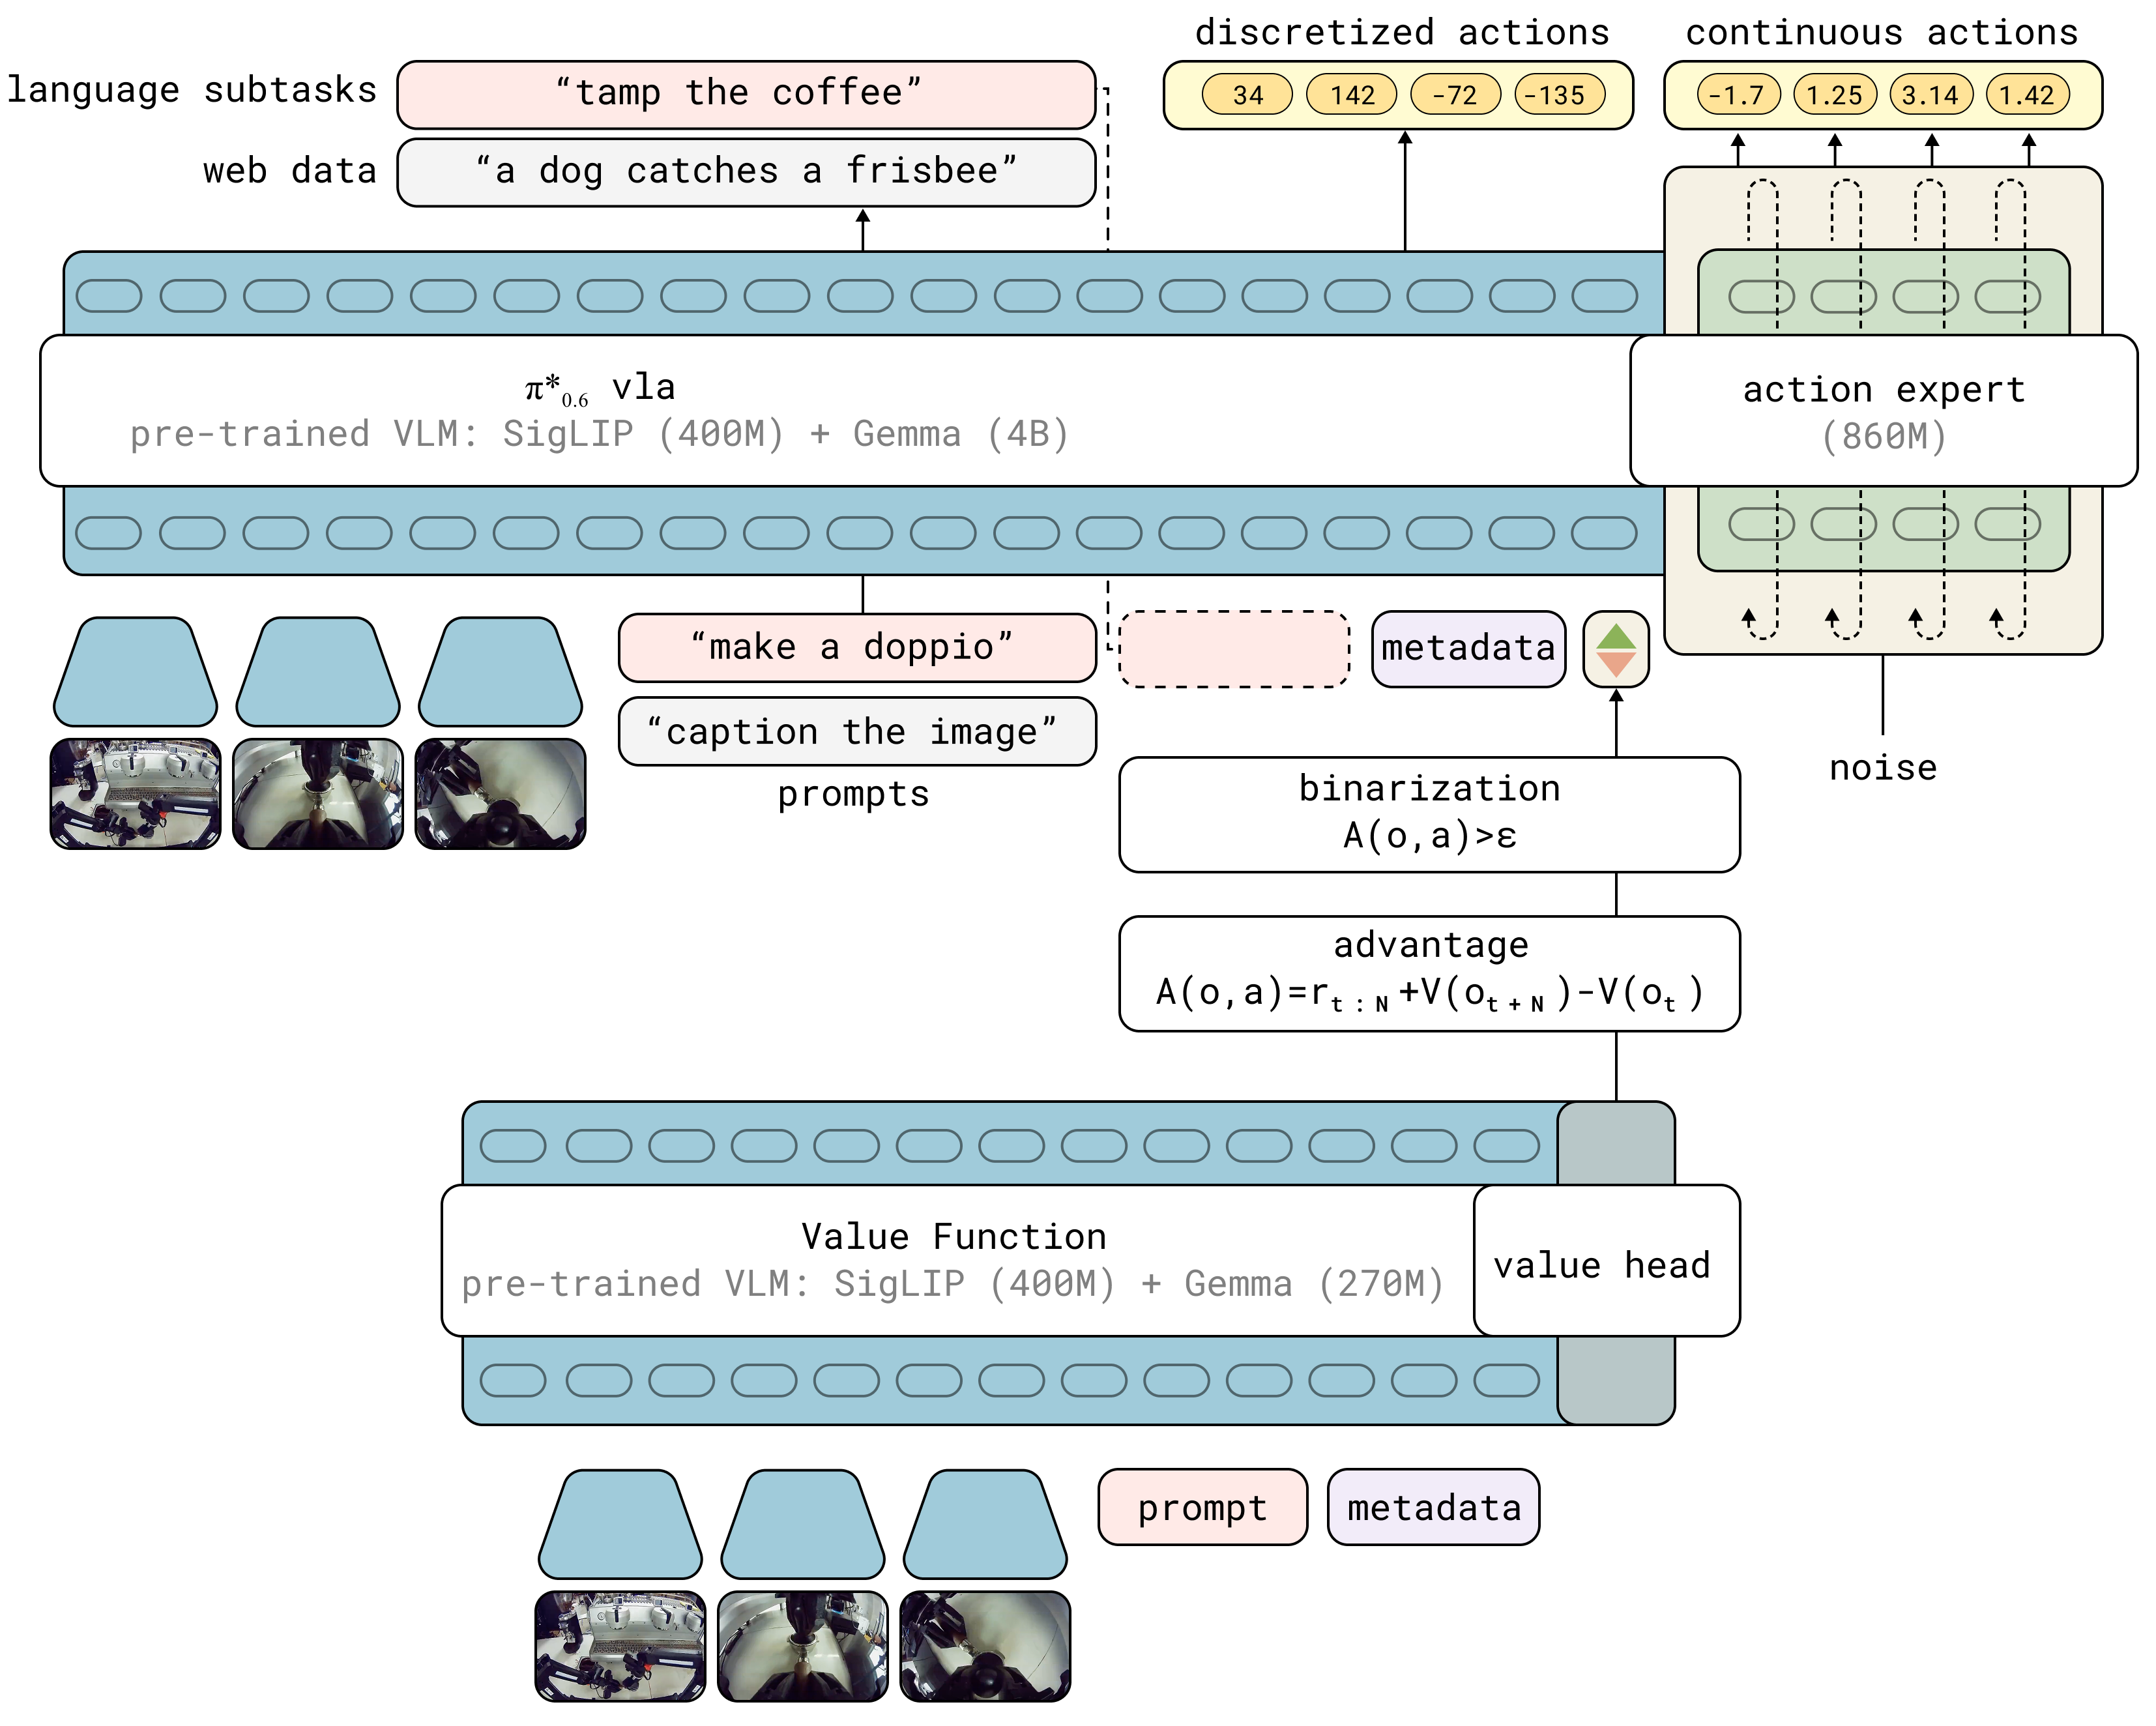 discretized actions
continuous actions
language subtasks
“tamp the coffee”
34 142 -72 -135
-1.7 1.25 3.14 1.42
web data
“a dog catches a frisbee”
π*0.6 vla
pre-trained VLM: SigLIP (400M) + Gemma (4B)
action expert
(860M)
“make a doppio”
metadata
“caption the image”
prompts
noise
binarization
A(o,a)>ε
advantage
A(o,a)=rt:N+V(ot+N)-V(ot)
Value Function
pre-trained VLM: SigLIP (400M) + Gemma (270M)
value head
prompt
metadata